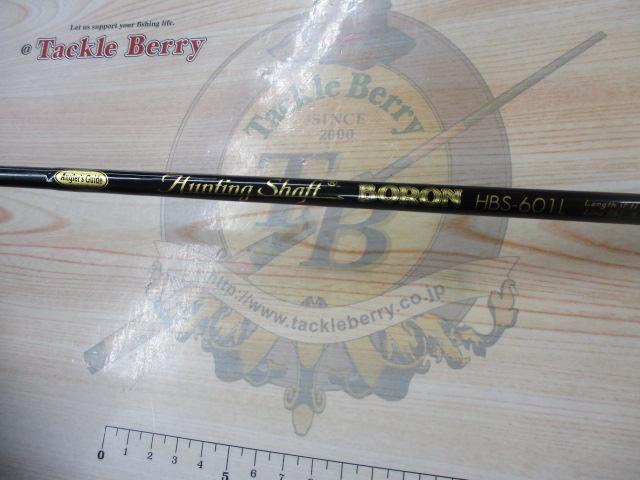 Let us support your fishing life.
@ Tackle Berry
Tackle Berry
SINCE
2000
TB
Angler's Guide Hunting Shaft ® BORON HBS-601L Length
http://www.tackleberry.co.jp
0 1 2 3 4 5 6 7 8 9